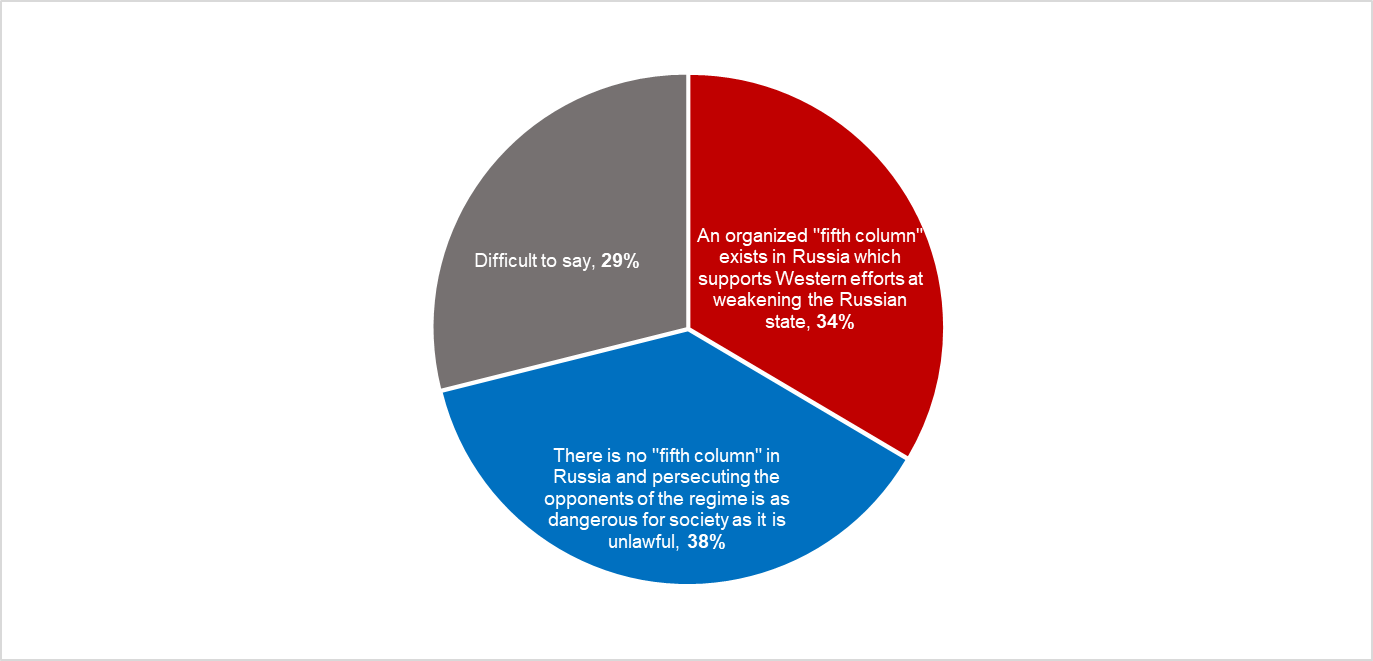 An organized "fifth column"
exists in Russia which
supports Western efforts at
weakening the Russian
state, 34%
There is no "fifth column" in
Russia and persecuting the
opponents of the regime is as
dangerous for society as it is
unlawful, 38%
Difficult to say, 29%